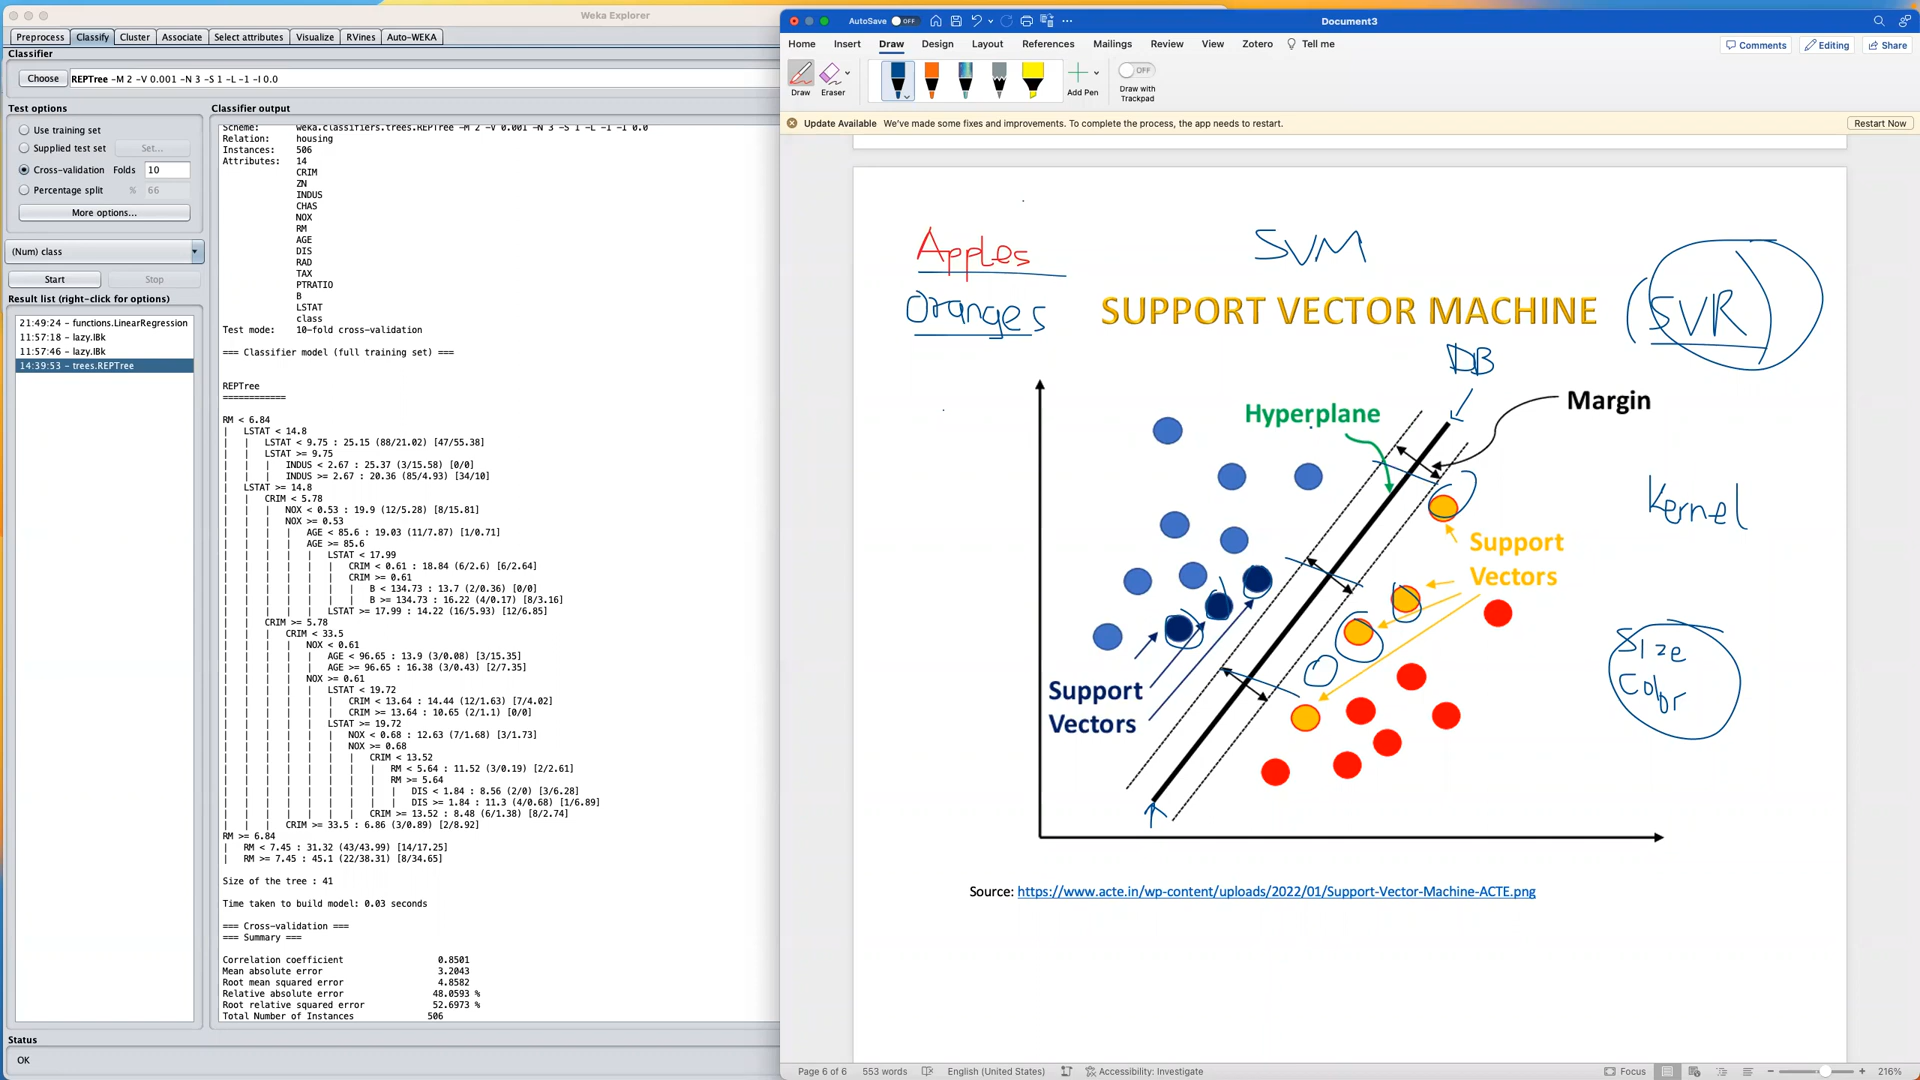 Weka Explorer
Preprocess Classify Cluster Associate Select attributes Visualize RVines Auto-WEKA
Classifier
Choose REPTree -M 2 -V 0.001 -N 3 -S 1 -L -1 -I 0.0
Test options
Use training set
Supplied test set Set...
Cross-validation Folds 10
Percentage split % 66
More options...
(Num) class
Start Stop
Result list (right-click for options)
21:49:24 - functions.LinearRegression
11:57:18 - lazy.IBk
11:57:46 - lazy.IBk
14:39:53 - trees.REPTree
Classifier output
Scheme: weka.classifiers.trees.REPTree -M 2 -V 0.001 -N 3 -S 1 -L -1 -I 0.0
Relation: housing
Instances: 506
Attributes: 14
CRIM
ZN
INDUS
CHAS
NOX
RM
AGE
DIS
RAD
TAX
PTRATIO
B
LSTAT
class
Test mode: 10-fold cross-validation
=== Classifier model (full training set) ===
REPTree
============
RM < 6.84
| LSTAT < 14.8
| | LSTAT < 9.75 : 25.15 (88/21.02) [47/55.38]
| | LSTAT >= 9.75
| | | INDUS < 2.67 : 25.37 (3/15.58) [0/0]
| | | INDUS >= 2.67 : 20.36 (85/4.93) [34/10]
| LSTAT >= 14.8
| | CRIM < 5.78
| | | NOX < 0.53 : 19.9 (12/5.28) [8/15.81]
| | | NOX >= 0.53
| | | | AGE < 85.6 : 19.03 (11/7.87) [1/0.71]
| | | | AGE >= 85.6
| | | | | LSTAT < 17.99
| | | | | | CRIM < 0.61 : 18.84 (6/2.6) [6/2.64]
| | | | | | CRIM >= 0.61
| | | | | | | B < 134.73 : 13.7 (2/0.36) [0/0]
| | | | | | | B >= 134.73 : 16.22 (4/0.17) [8/3.16]
| | | | | LSTAT >= 17.99 : 14.22 (16/5.93) [12/6.85]
| | CRIM >= 5.78
| | | CRIM < 33.5
| | | | NOX < 0.61
| | | | | AGE < 96.65 : 13.9 (3/0.08) [3/15.35]
| | | | | AGE >= 96.65 : 16.38 (3/0.43) [2/7.35]
| | | | NOX >= 0.61
| | | | | LSTAT < 19.72
| | | | | | CRIM < 13.64 : 14.44 (12/1.63) [7/4.02]
| | | | | | CRIM >= 13.64 : 10.65 (2/1.1) [0/0]
| | | | | LSTAT >= 19.72
| | | | | | NOX < 0.68 : 12.63 (7/1.68) [3/1.73]
| | | | | | NOX >= 0.68
| | | | | | | CRIM < 13.52
| | | | | | | | RM < 5.64 : 11.52 (3/0.19) [2/2.61]
| | | | | | | | RM >= 5.64
| | | | | | | | | DIS < 1.84 : 8.56 (2/0) [3/6.28]
| | | | | | | | | DIS >= 1.84 : 11.3 (4/0.68) [1/6.89]
| | | | | | | CRIM >= 13.52 : 8.48 (6/1.38) [8/2.74]
| | | CRIM >= 33.5 : 6.86 (3/0.89) [2/8.92]
RM >= 6.84
| RM < 7.45 : 31.32 (43/43.99) [14/17.25]
| RM >= 7.45 : 45.1 (22/38.31) [8/34.65]
Size of the tree : 41
Time taken to build model: 0.03 seconds
=== Cross-validation ===
=== Summary ===
Correlation coefficient 0.8501
Mean absolute error 3.2043
Root mean squared error 4.8582
Relative absolute error 48.0593 %
Root relative squared error 52.6973 %
Total Number of Instances 506
Status
OK
AutoSave OFF Document3
Home Insert Draw Design Layout References Mailings Review View Zotero Tell me Comments Editing Share
Draw Eraser Add Pen OFF Draw with Trackpad
Update Available We've made some fixes and improvements. To complete the process, the app needs to restart. Restart Now
Apples
Oranges
SVM
SVR
SUPPORT VECTOR MACHINE
DB
Hyperplane
Margin
Kernel
Support
Vectors
Size
Color
Support
Vectors
Source: https://www.acte.in/wp-content/uploads/2022/01/Support-Vector-Machine-ACTE.png
Page 6 of 6 553 words English (United States) Accessibility: Investigate Focus 216%